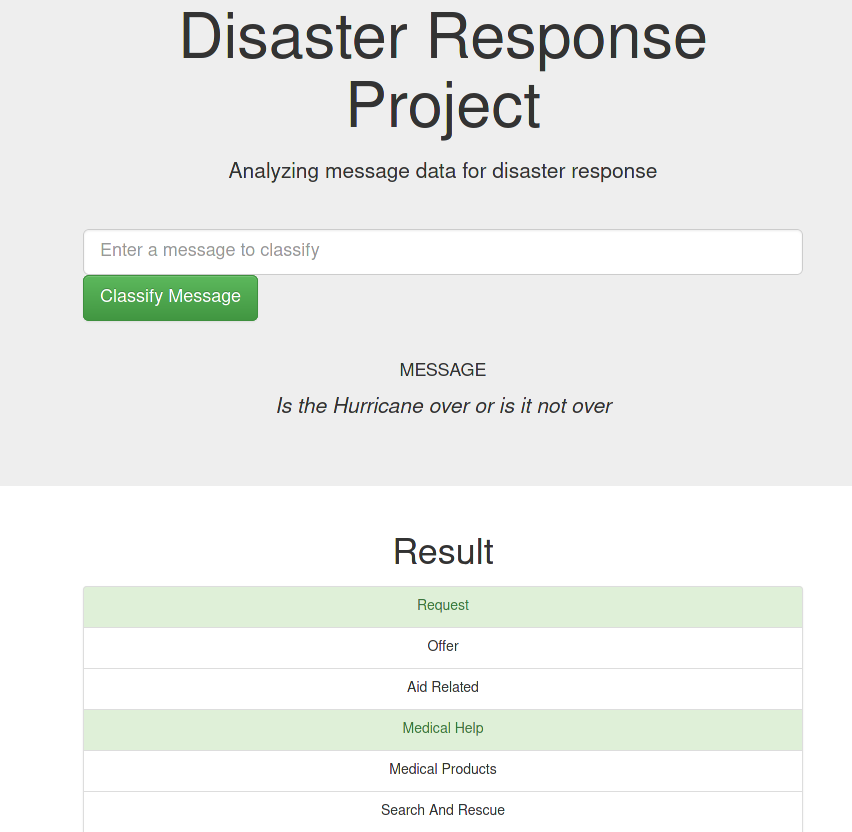 Disaster Response
Project
Analyzing message data for disaster response
Enter a message to classify
Classify Message
MESSAGE
Is the Hurricane over or is it not over
Result
Request
Offer
Aid Related
Medical Help
Medical Products
Search And Rescue